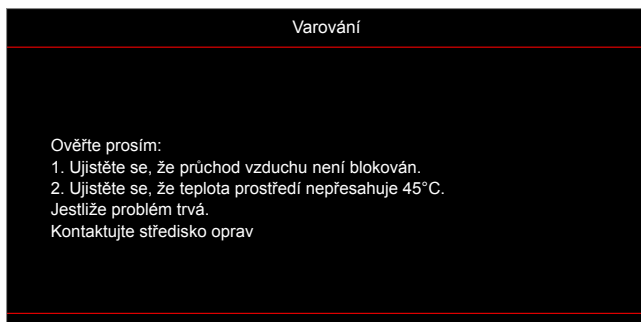 Varování
Ověřte prosím:
1. Ujistěte se, že průchod vzduchu není blokován.
2. Ujistěte se, že teplota prostředí nepřesahuje 45°C.
Jestliže problém trvá.
Kontaktujte středisko oprav